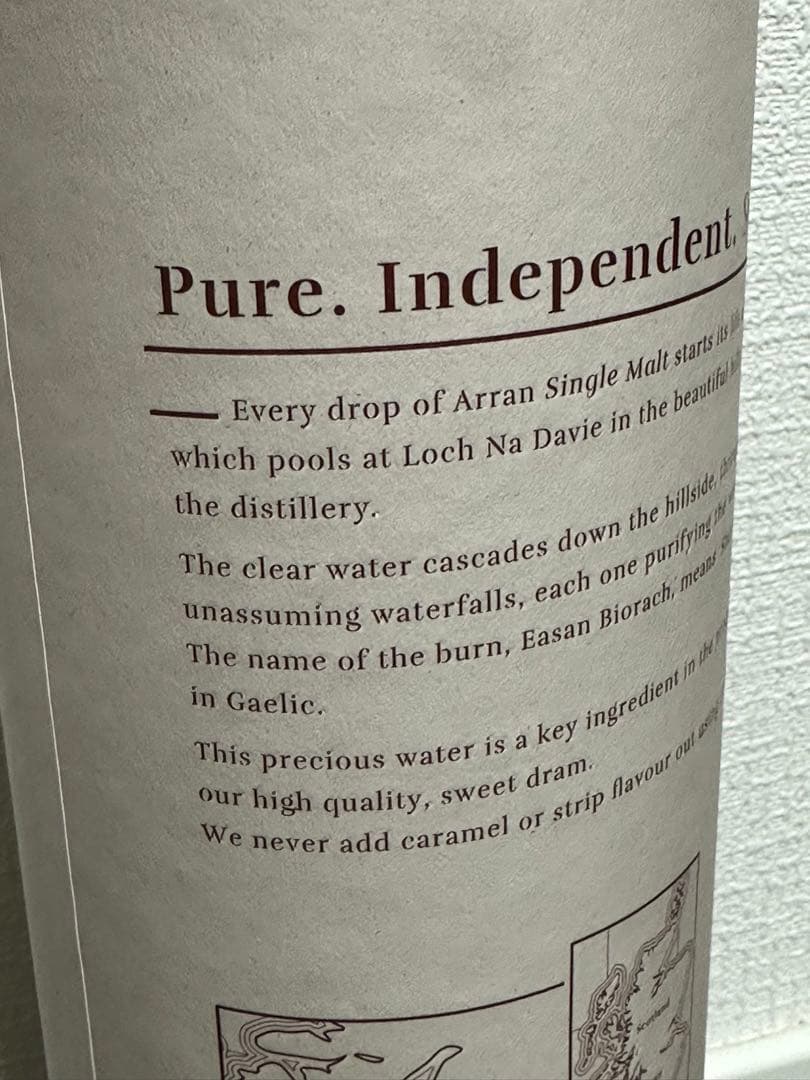 Pure. Independent.
— Every drop of Arran Single Malt starts its
which pools at Loch Na Davie in the beautiful
the distillery.
The clear water cascades down the hillside,
unassuming waterfalls, each one purifying the
The name of the burn, Easan Biorach, means
in Gaelic.
This precious water is a key ingredient in the
our high quality, sweet dram.
We never add caramel or strip flavour out using
Scotland